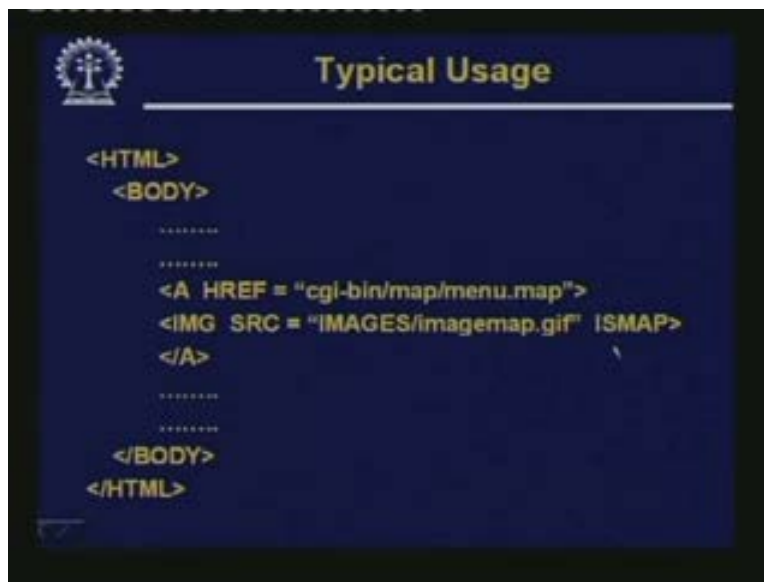 Typical Usage
<HTML>
<BODY>
........
........
<A HREF = “cgi-bin/map/menu.map”>
<IMG SRC = “IMAGES/imagemap.gif” ISMAP>
</A>
........
........
</BODY>
</HTML>